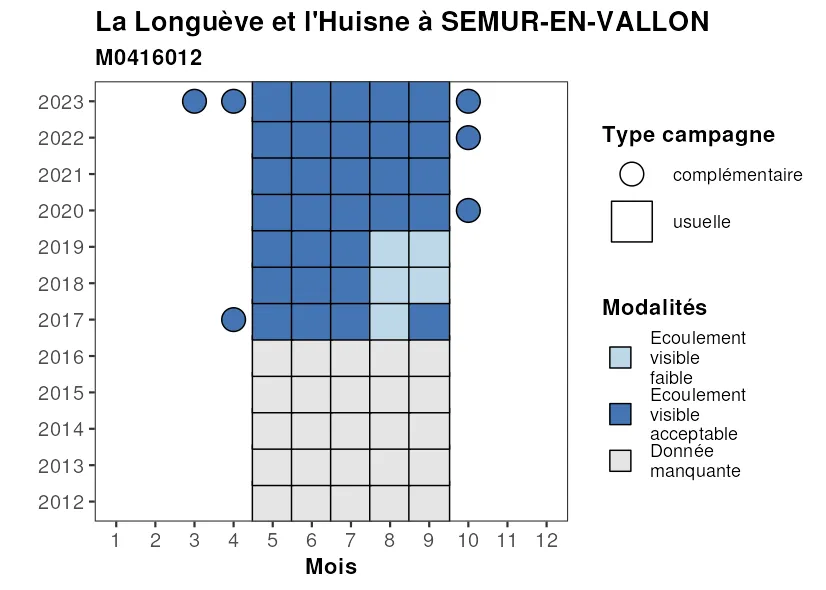 La Longuève et l'Huisne à SEMUR-EN-VALLON
M0416012
2023
2022
2021
2020
2019
2018
2017
2016
2015
2014
2013
2012
1 2 3 4 5 6 7 8 9 10 11 12
Mois
Type campagne
complémentaire
usuelle
Modalités
Ecoulement
visible
faible
Ecoulement
visible
acceptable
Donnée
manquante